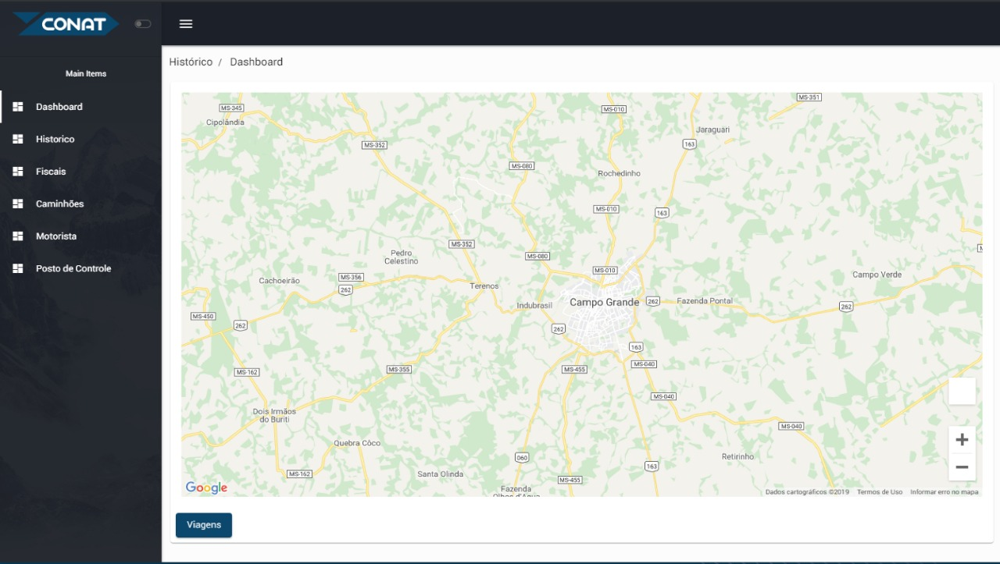 CONAT
Main Items
Dashboard
Historico
Fiscais
Caminhões
Motorista
Posto de Controle
Histórico / Dashboard
MS-351
MS-345
MS-010
Cipolândia
Jaraguari
MS-352
163
MS-080
Rochedinho
MS-010
163
MS-352
Pedro
Celestino
MS-080
MS-010
Cachoeirão
MS-356
Campo Verde
262
Terenos
Indubrasil
Campo Grande
262
Fazenda Pontal
262
MS-450
262
262
163
MS-040
MS-162
MS-355
MS-455
MS-040
Dois Irmãos
do Buriti
MS-040
Quebra Côco
060
Retirinho
163
MS-162
Santa Olinda
MS-455
Fazenda
Olhos d'Água
Google
Dados cartográficos ©2019 Termos de Uso Informar erro no mapa
Viagens